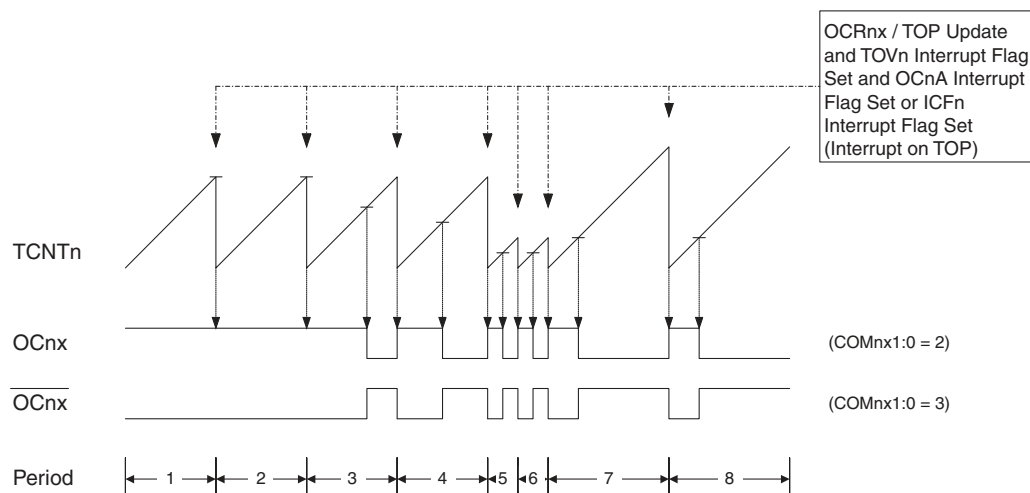 OCRnx / TOP Update
and TOVn Interrupt Flag
Set and OCnA Interrupt
Flag Set or ICFn
Interrupt Flag Set
(Interrupt on TOP)
TCNTn
OCnx
(COMnx1:0 = 2)
OCnx
(COMnx1:0 = 3)
Period
1
2
3
4
5
6
7
8